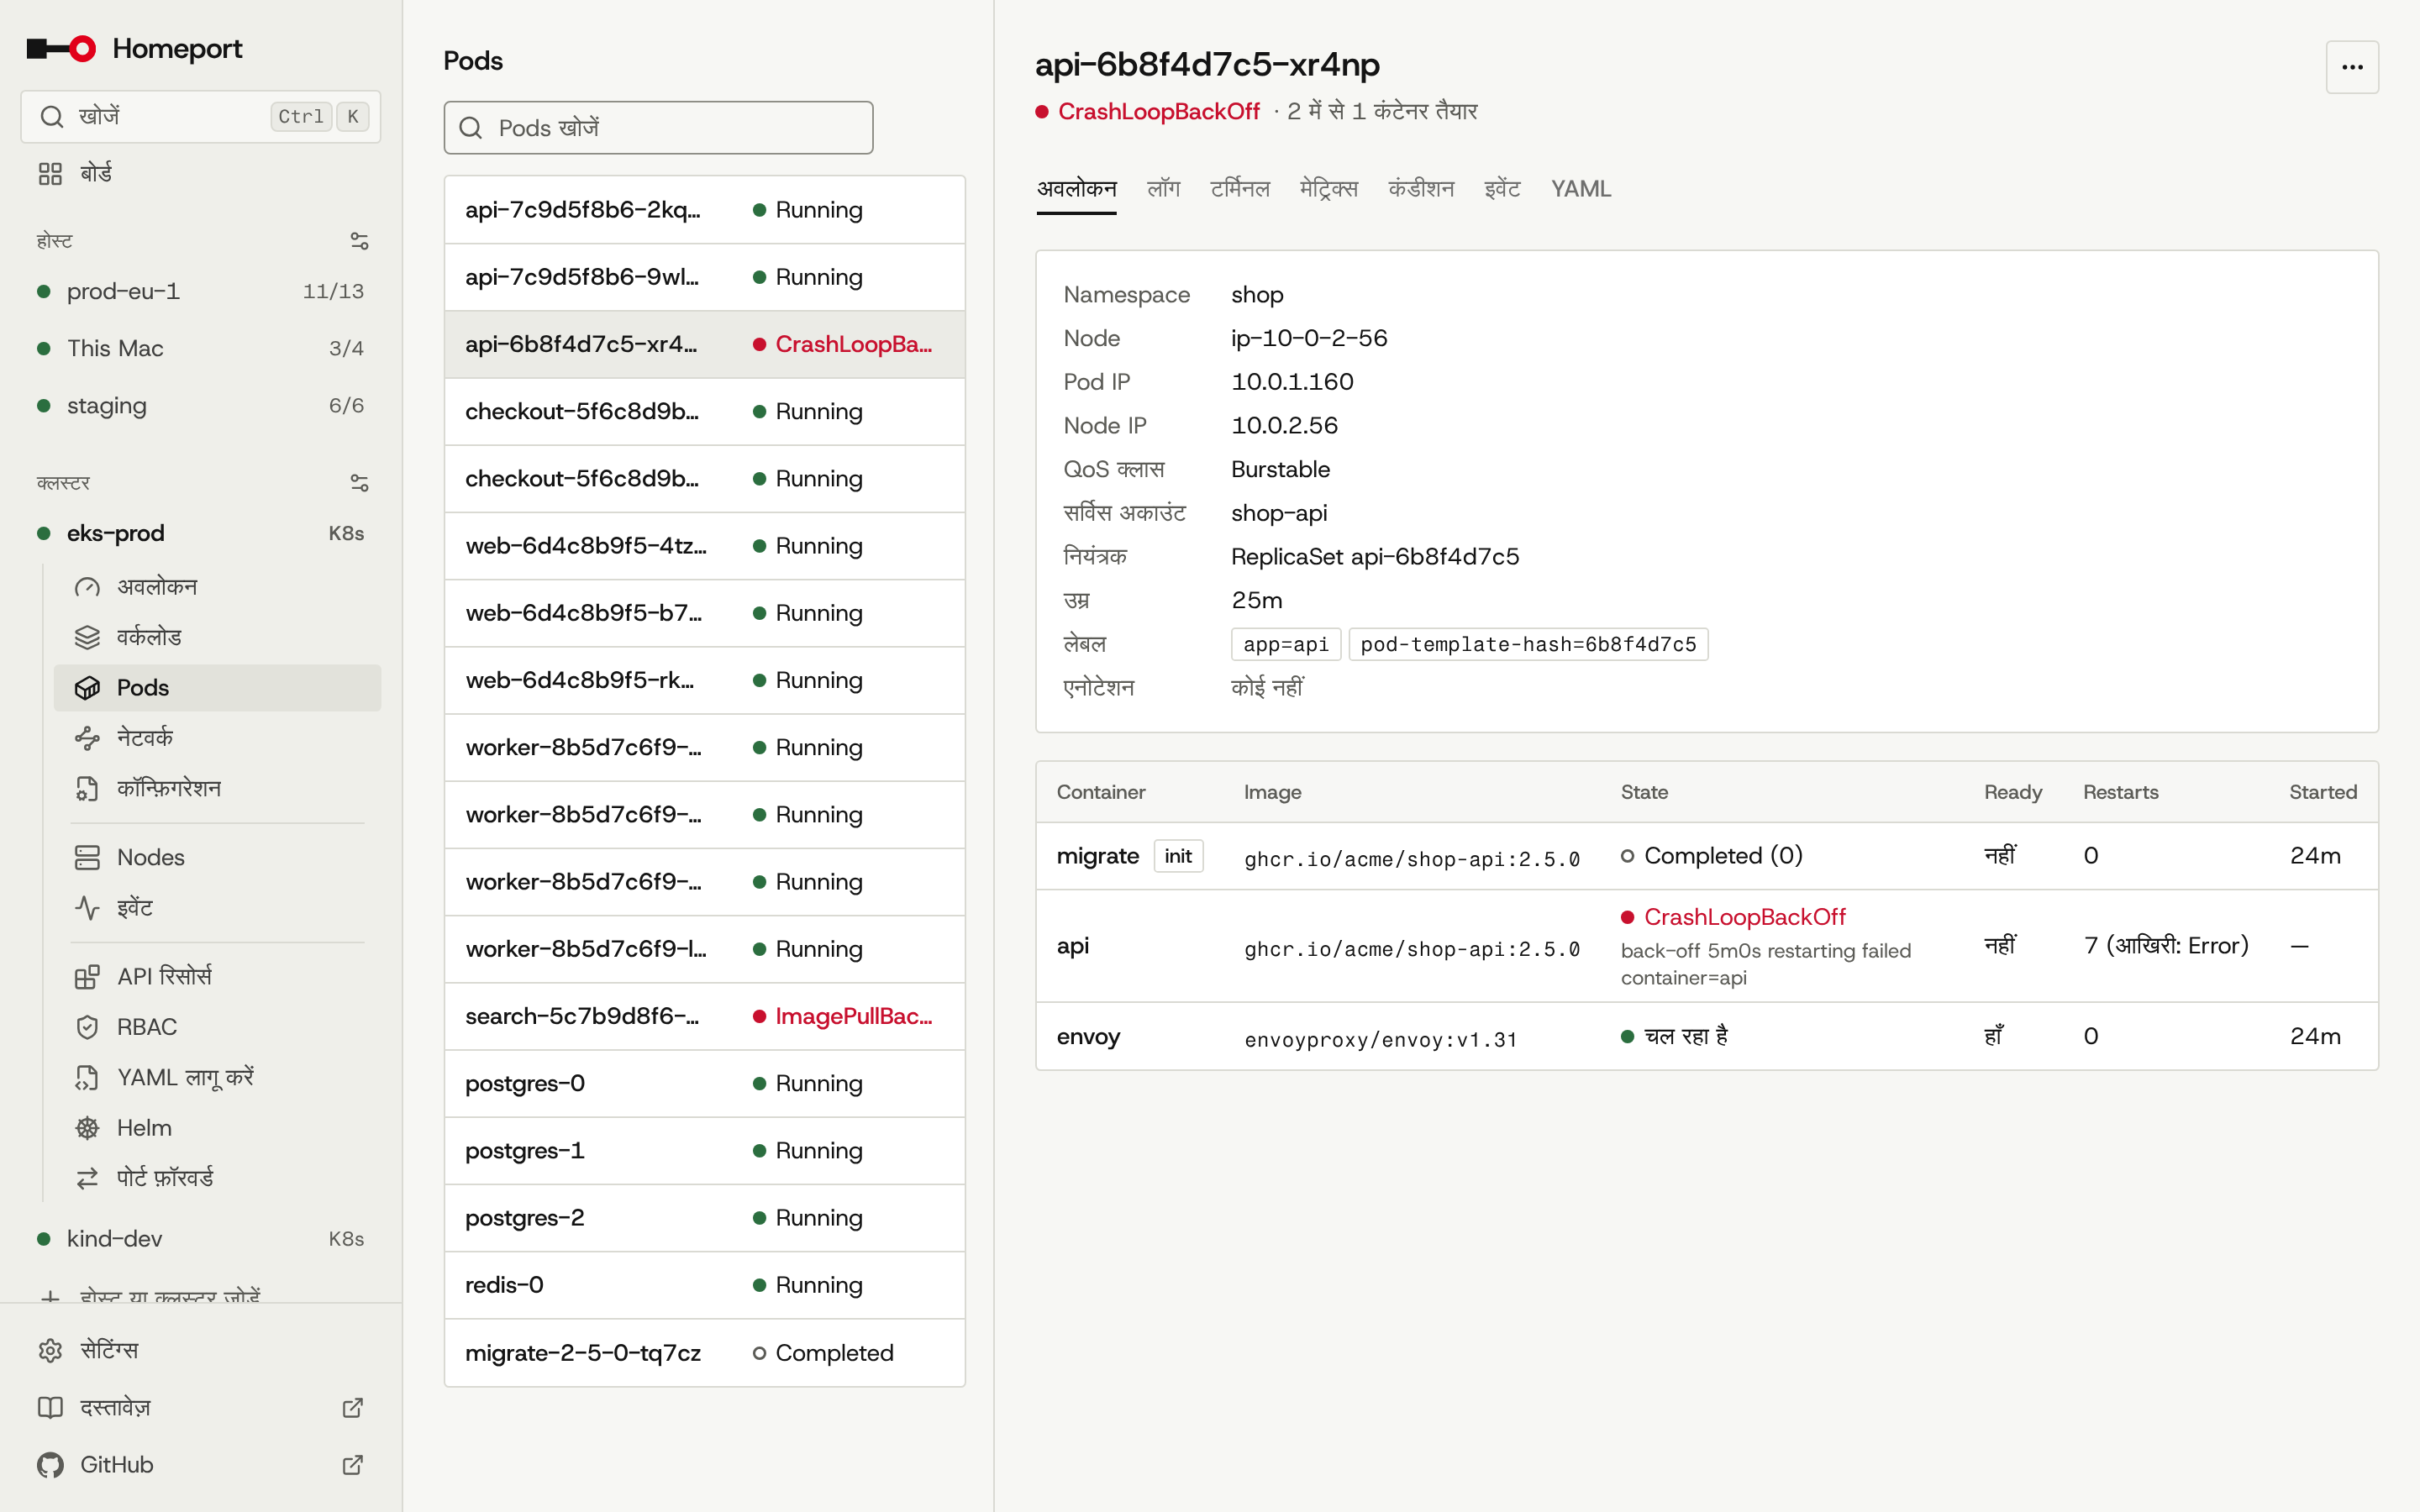 Homeport
खोजें Ctrl K
बोर्ड
होस्ट
prod-eu-1 11/13
This Mac 3/4
staging 6/6
क्लस्टर
eks-prod K8s
अवलोकन
वर्कलोड
Pods
नेटवर्क
कॉन्फ़िगरेशन
Nodes
इवेंट
API रिसोर्स
RBAC
YAML लागू करें
Helm
पोर्ट फ़ॉरवर्ड
kind-dev K8s
होस्ट या क्लस्टर जोड़ें
सेटिंग्स
दस्तावेज़
GitHub
Pods
Pods खोजें
api-7c9d5f8b6-2kq... Running
api-7c9d5f8b6-9wl... Running
api-6b8f4d7c5-xr4... CrashLoopBa...
checkout-5f6c8d9b... Running
checkout-5f6c8d9b... Running
web-6d4c8b9f5-4tz... Running
web-6d4c8b9f5-b7... Running
web-6d4c8b9f5-rk... Running
worker-8b5d7c6f9-... Running
worker-8b5d7c6f9-... Running
worker-8b5d7c6f9-... Running
worker-8b5d7c6f9-l... Running
search-5c7b9d8f6-... ImagePullBac...
postgres-0 Running
postgres-1 Running
postgres-2 Running
redis-0 Running
migrate-2-5-0-tq7cz Completed
api-6b8f4d7c5-xr4np
CrashLoopBackOff · 2 में से 1 कंटेनर तैयार
अवलोकन लॉग टर्मिनल मेट्रिक्स कंडीशन इवेंट YAML
Namespace shop
Node ip-10-0-2-56
Pod IP 10.0.1.160
Node IP 10.0.2.56
QoS क्लास Burstable
सर्विस अकाउंट shop-api
नियंत्रक ReplicaSet api-6b8f4d7c5
उम्र 25m
लेबल app=api pod-template-hash=6b8f4d7c5
एनोटेशन कोई नहीं
Container Image State Ready Restarts Started
migrate init ghcr.io/acme/shop-api:2.5.0 Completed (0) नहीं 0 24m
api ghcr.io/acme/shop-api:2.5.0 CrashLoopBackOff नहीं 7 (आखिरी: Error) —
back-off 5m0s restarting failed
container=api
envoy envoyproxy/envoy:v1.31 चल रहा है हाँ 0 24m